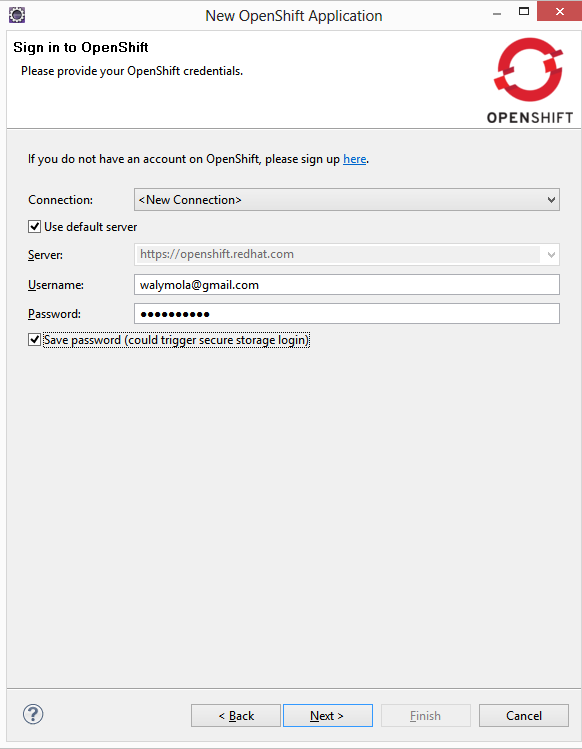 New OpenShift Application
Sign in to OpenShift
Please provide your OpenShift credentials.
OPENSHIFT
If you do not have an account on OpenShift, please sign up here.
Connection: <New Connection>
Use default server
Server: https://openshift.redhat.com
Username: walymola@gmail.com
Password: ●●●●●●●●●●
Save password (could trigger secure storage login)
? < Back Next > Finish Cancel